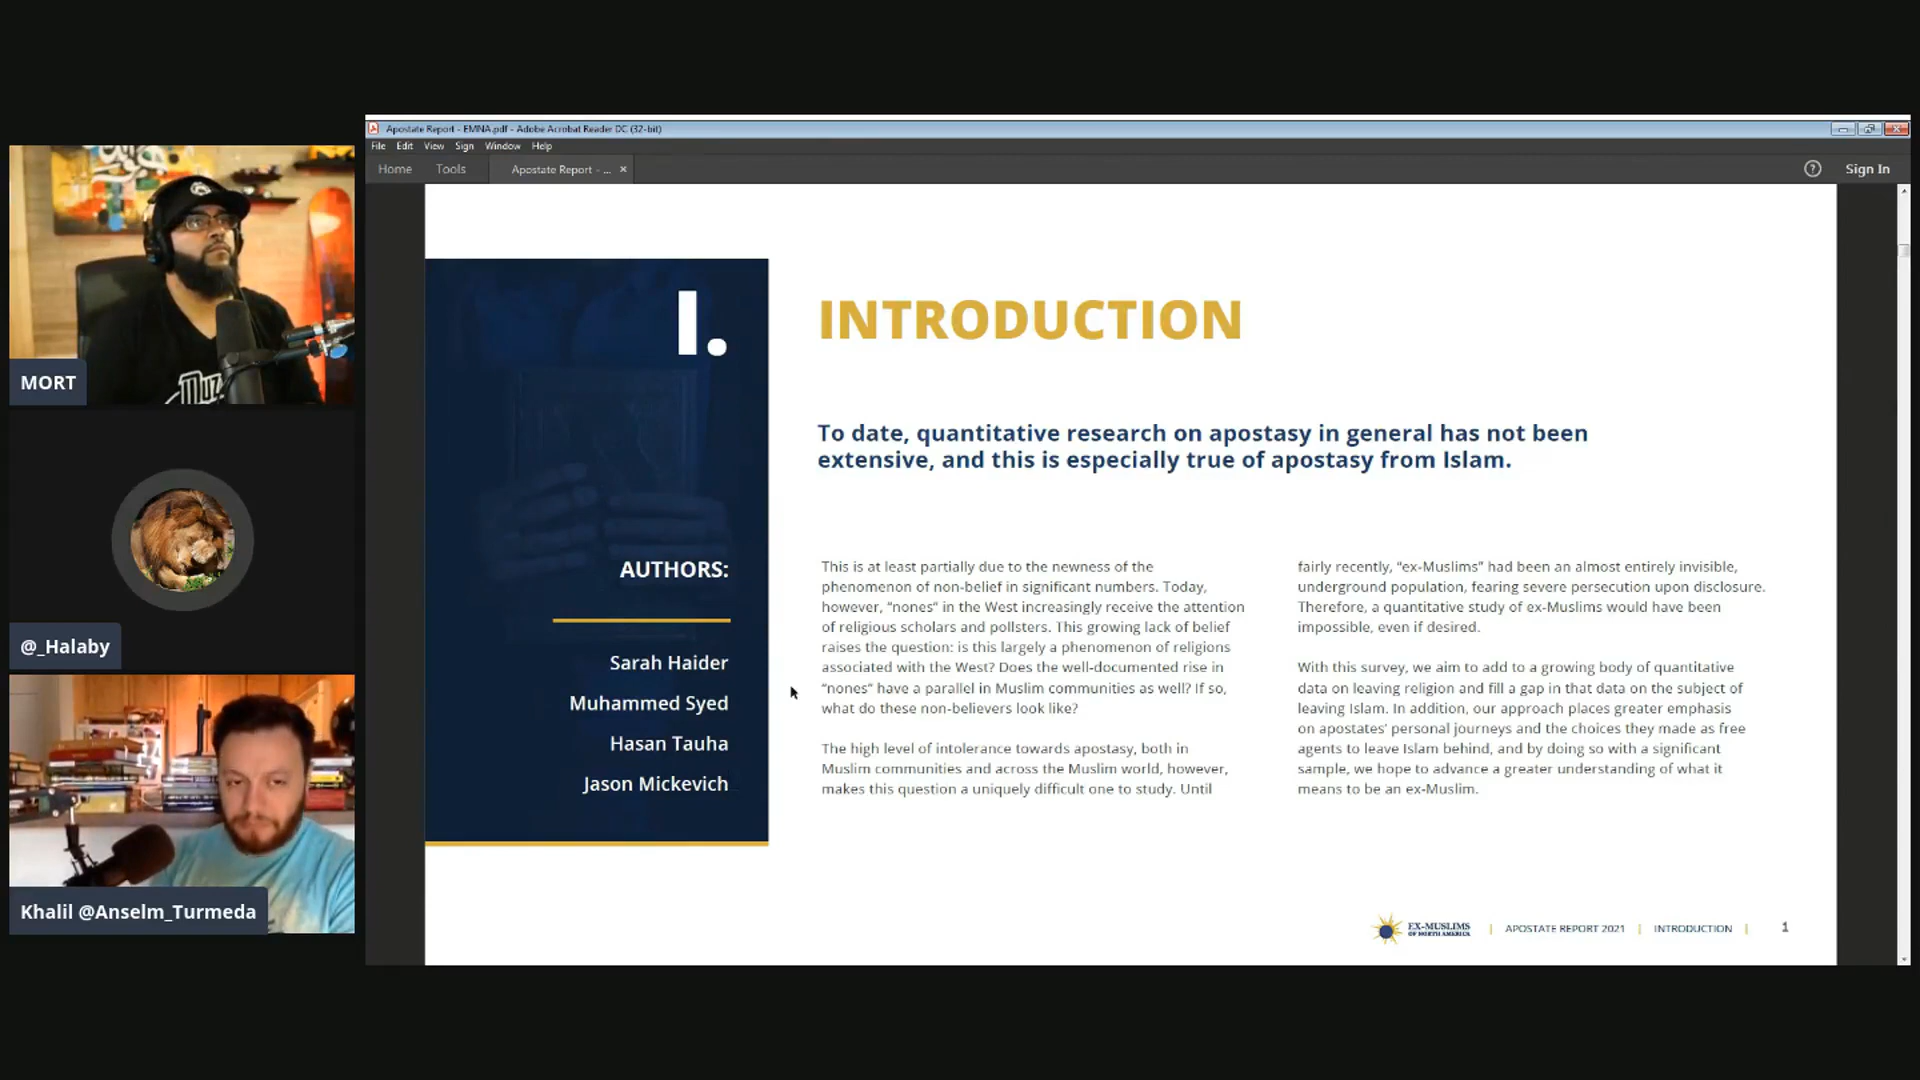 Apostate Report - EMNA.pdf - Adobe Acrobat Reader DC (32-bit)
File Edit View Sign Window Help
Home Tools Apostate Report - ... × ? Sign In
MORT
@_Halaby
Khalil @Anselm_Turmeda
I.
AUTHORS:
Sarah Haider
Muhammed Syed
Hasan Tauha
Jason Mickevich
INTRODUCTION
To date, quantitative research on apostasy in general has not been
extensive, and this is especially true of apostasy from Islam.
This is at least partially due to the newness of the
phenomenon of non-belief in significant numbers. Today,
however, “nones” in the West increasingly receive the attention
of religious scholars and pollsters. This growing lack of belief
raises the question: is this largely a phenomenon of religions
associated with the West? Does the well-documented rise in
“nones” have a parallel in Muslim communities as well? If so,
what do these non-believers look like?
The high level of intolerance towards apostasy, both in
Muslim communities and across the Muslim world, however,
makes this question a uniquely difficult one to study. Until
fairly recently, “ex-Muslims” had been an almost entirely invisible,
underground population, fearing severe persecution upon disclosure.
Therefore, a quantitative study of ex-Muslims would have been
impossible, even if desired.
With this survey, we aim to add to a growing body of quantitative
data on leaving religion and fill a gap in that data on the subject of
leaving Islam. In addition, our approach places greater emphasis
on apostates’ personal journeys and the choices they made as free
agents to leave Islam behind, and by doing so with a significant
sample, we hope to advance a greater understanding of what it
means to be an ex-Muslim.
EX-MUSLIMS
OF NORTH AMERICA
| APOSTATE REPORT 2021 | INTRODUCTION | 1